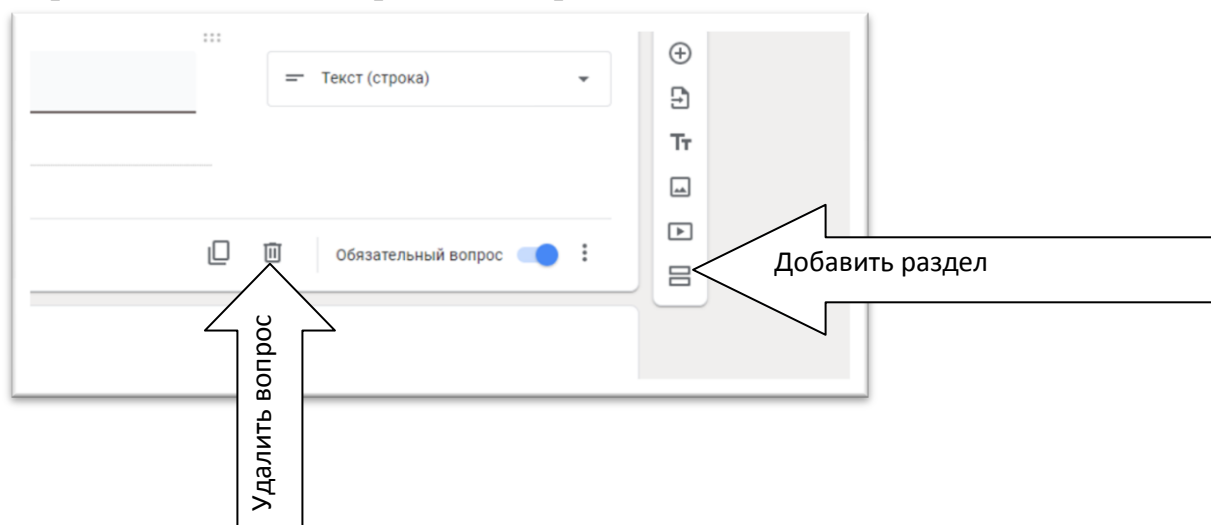 Текст (строка)
Тт
Обязательный вопрос
Добавить раздел
Удалить вопрос